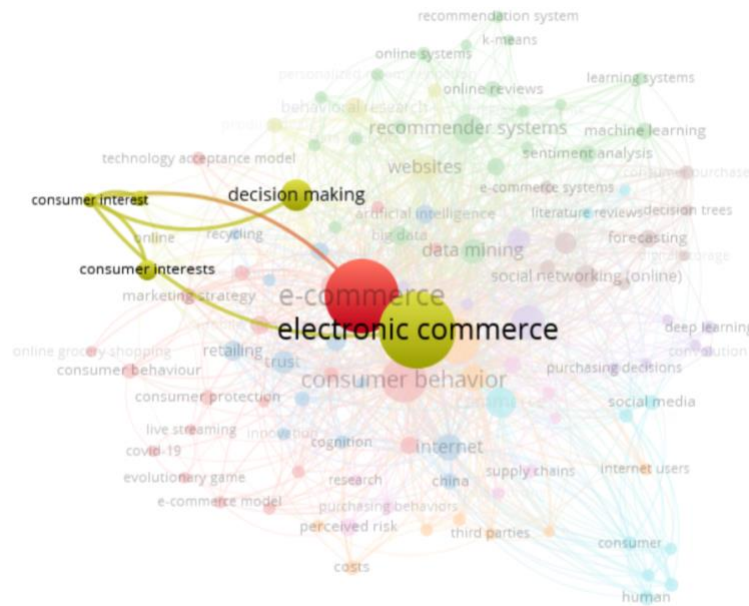 recommendation system
k-means
online systems
learning systems
online reviews
behavioral research
recommender systems
machine learning
sentiment analysis
technology acceptance model
websites
consumer purchase
e-commerce systems
decision making
consumer interest
artificial intelligence
literature reviews
decision trees
online
recycling
big data
forecasting
data mining
consumer interests
social networking (online)
marketing strategy
e-commerce
electronic commerce
deep learning
online grocery shopping
retailing
trust
convolution
consumer behaviour
purchasing decisions
consumer behavior
consumer protection
social media
live streaming
innovation
cognition
internet
covid-19
internet users
supply chains
evolutionary game
research
china
e-commerce model
purchasing behaviors
perceived risk
third parties
consumer
costs
human